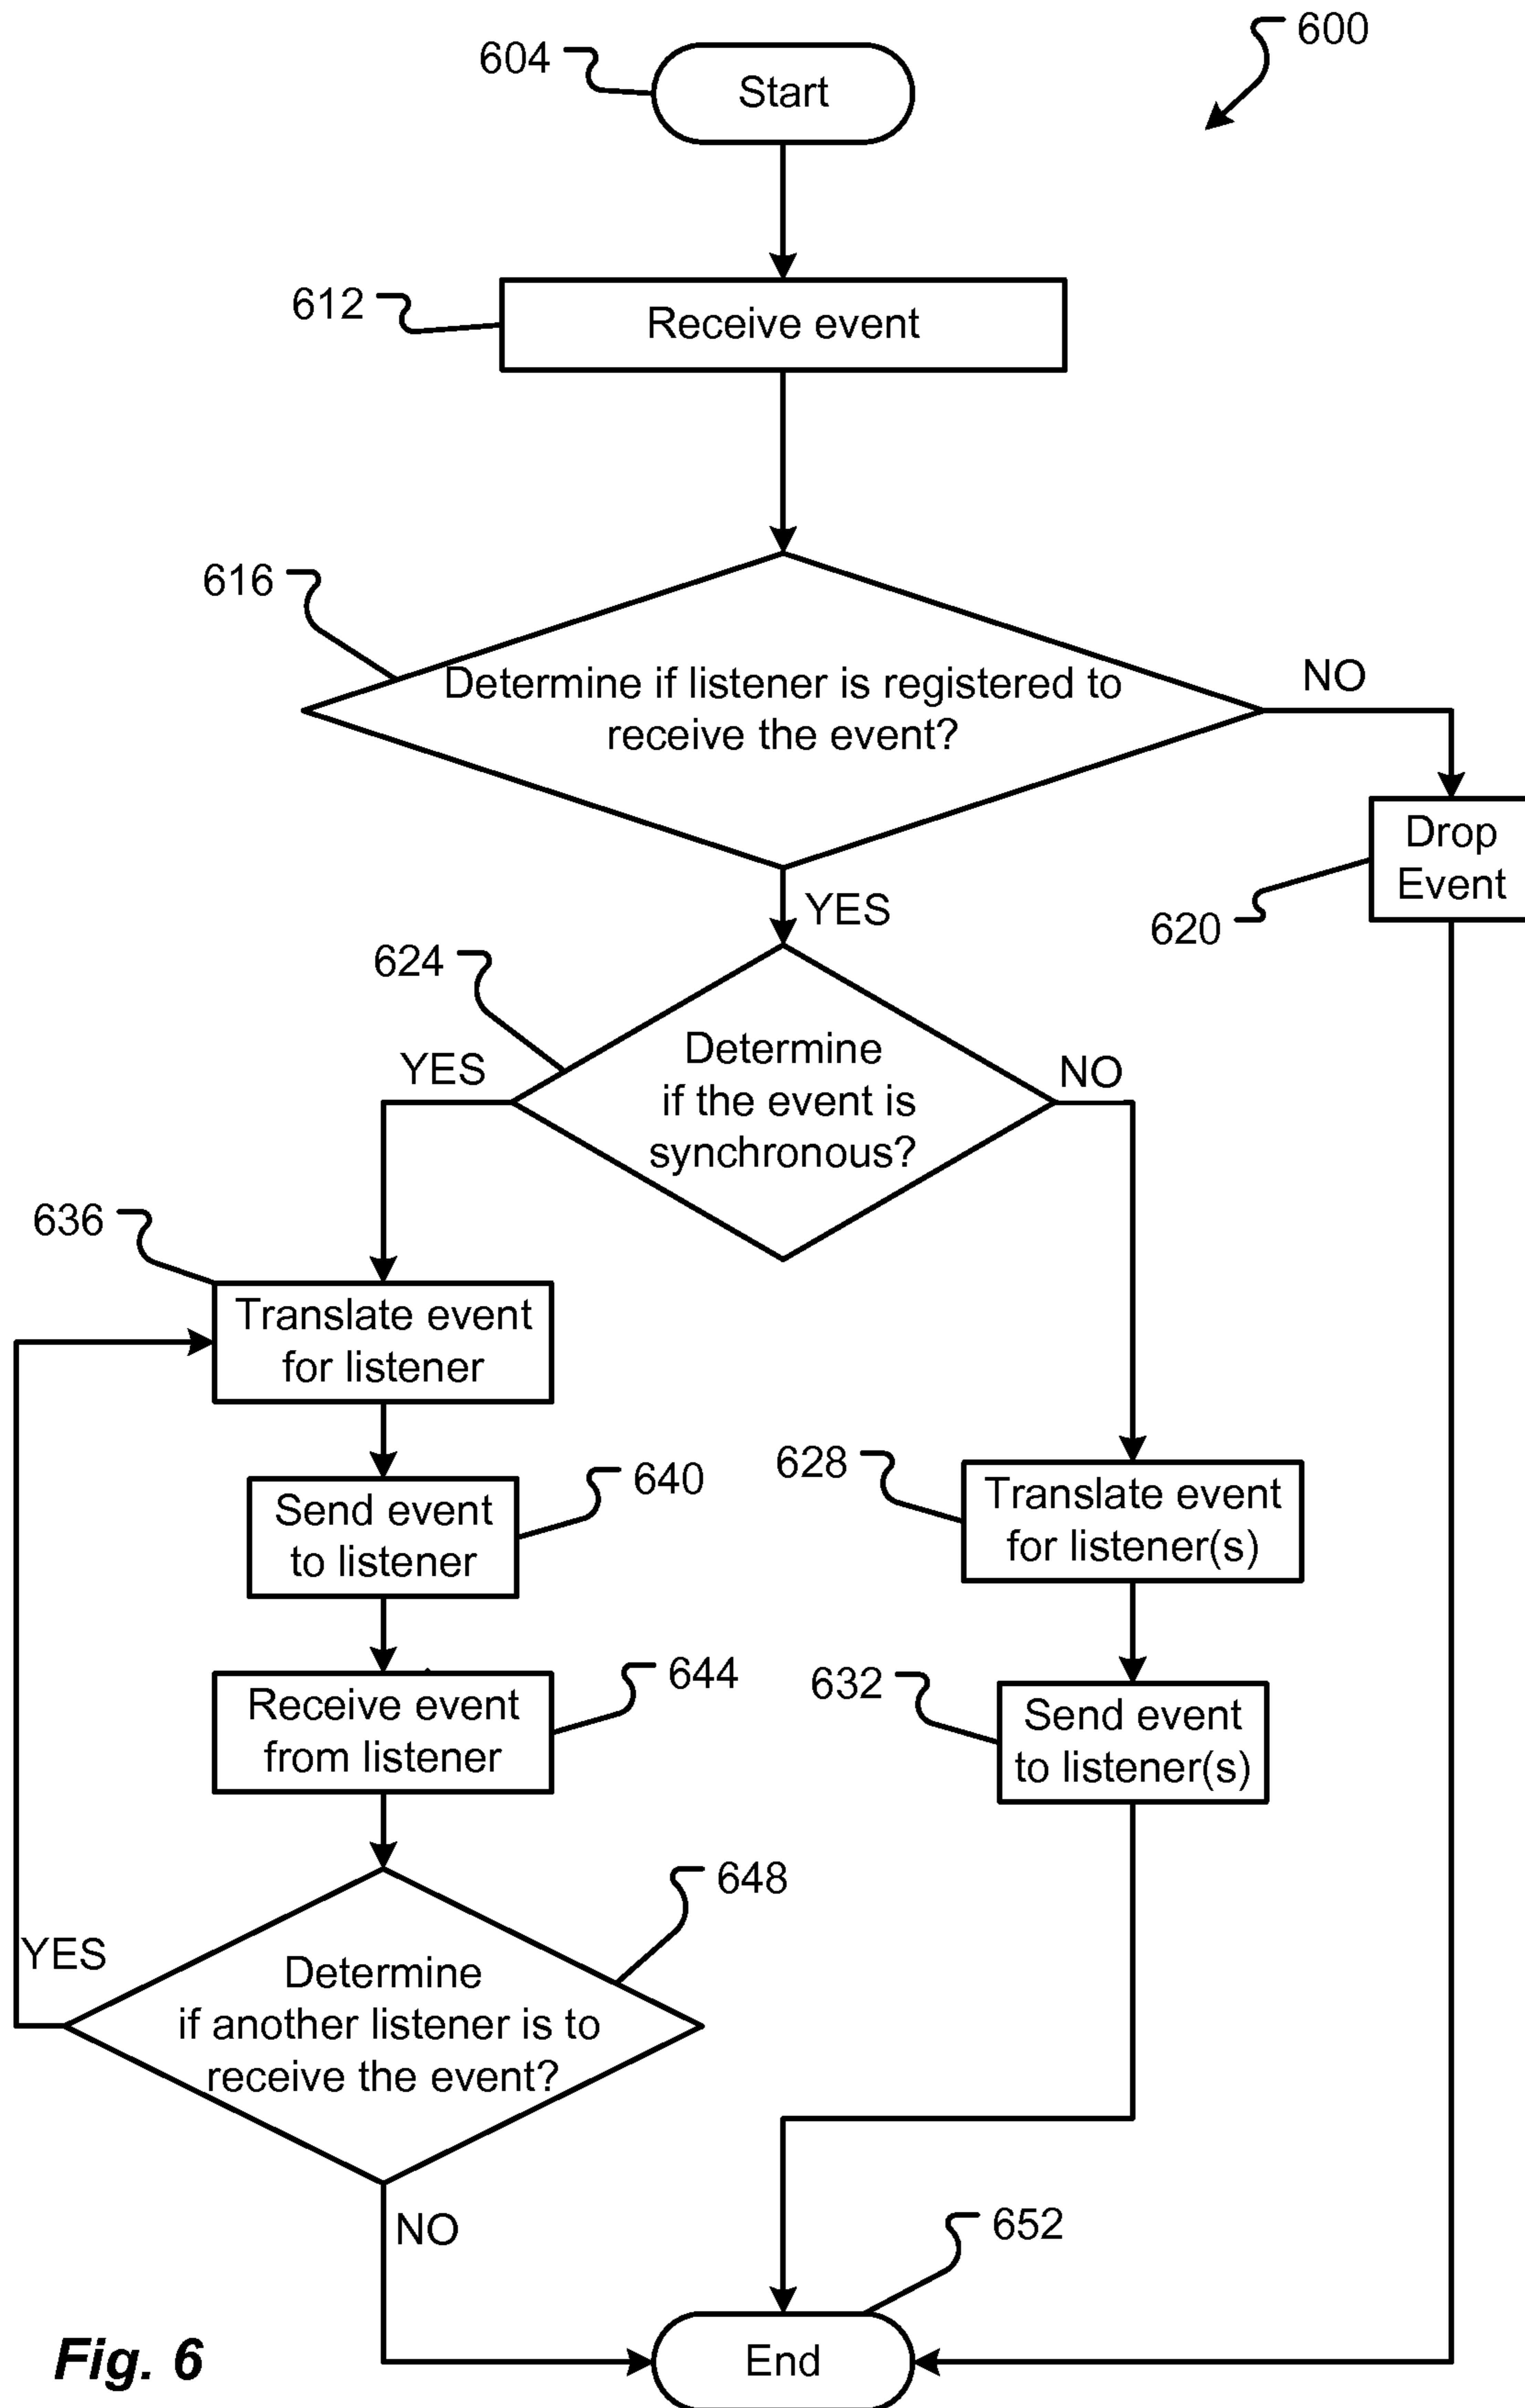 600
604
Start
612
Receive event
616
Determine if listener is registered to
receive the event?
NO
Drop
Event
620
YES
624
Determine
if the event is
synchronous?
YES
NO
636
Translate event
for listener
640
Send event
to listener
628
Translate event
for listener(s)
644
Receive event
from listener
632
Send event
to listener(s)
648
Determine
if another listener is to
receive the event?
YES
NO
652
End
Fig. 6